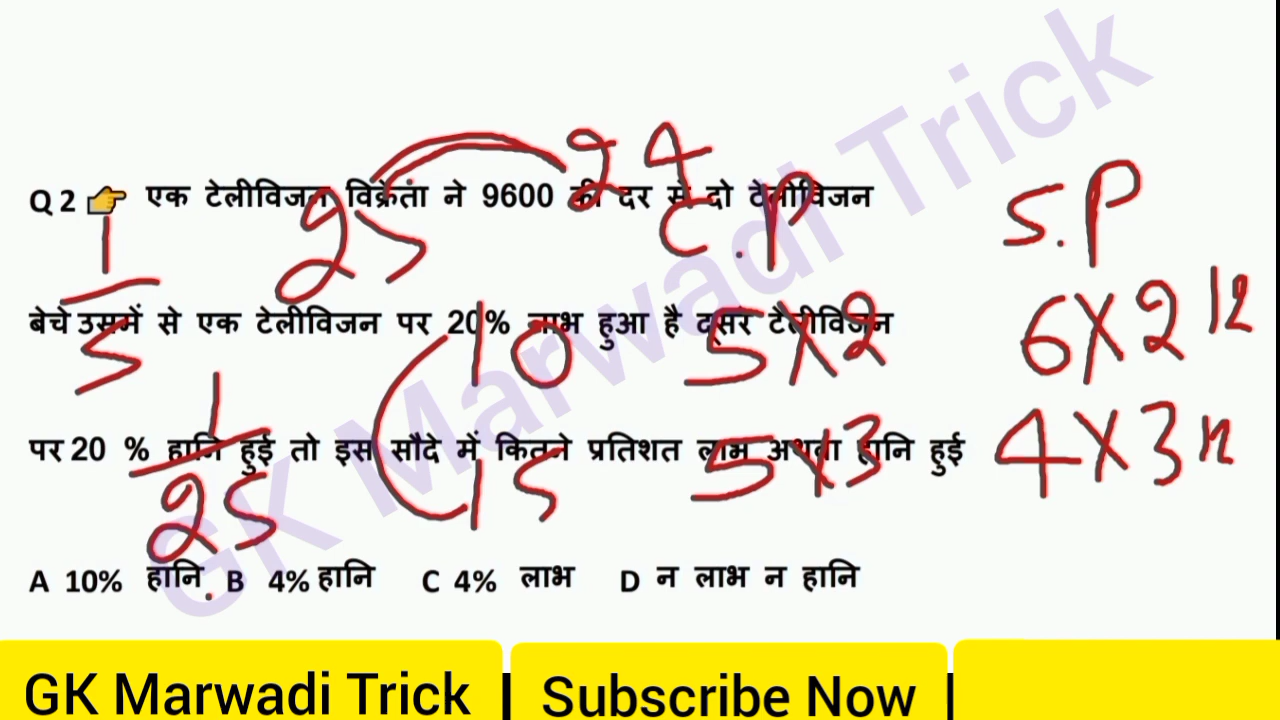 GK Marwadi Trick
24
Q 2 👉 एक टेलीविजन विक्रेता ने 9600 की दर से दो टेलीविजन
1/5 25 C.P S.P
बेचे उसमें से एक टेलीविजन पर 20% लाभ हुआ है दूसरे टेलीविजन
10 5X2 6X2 12
पर 20 % हानि हुई तो इस सौदे में कितने प्रतिशत लाभ अथवा हानि हुई
1/25 15 5X3 4X3 12
A 10% हानि. B 4% हानि C 4% लाभ D न लाभ न हानि
GK Marwadi Trick | Subscribe Now |